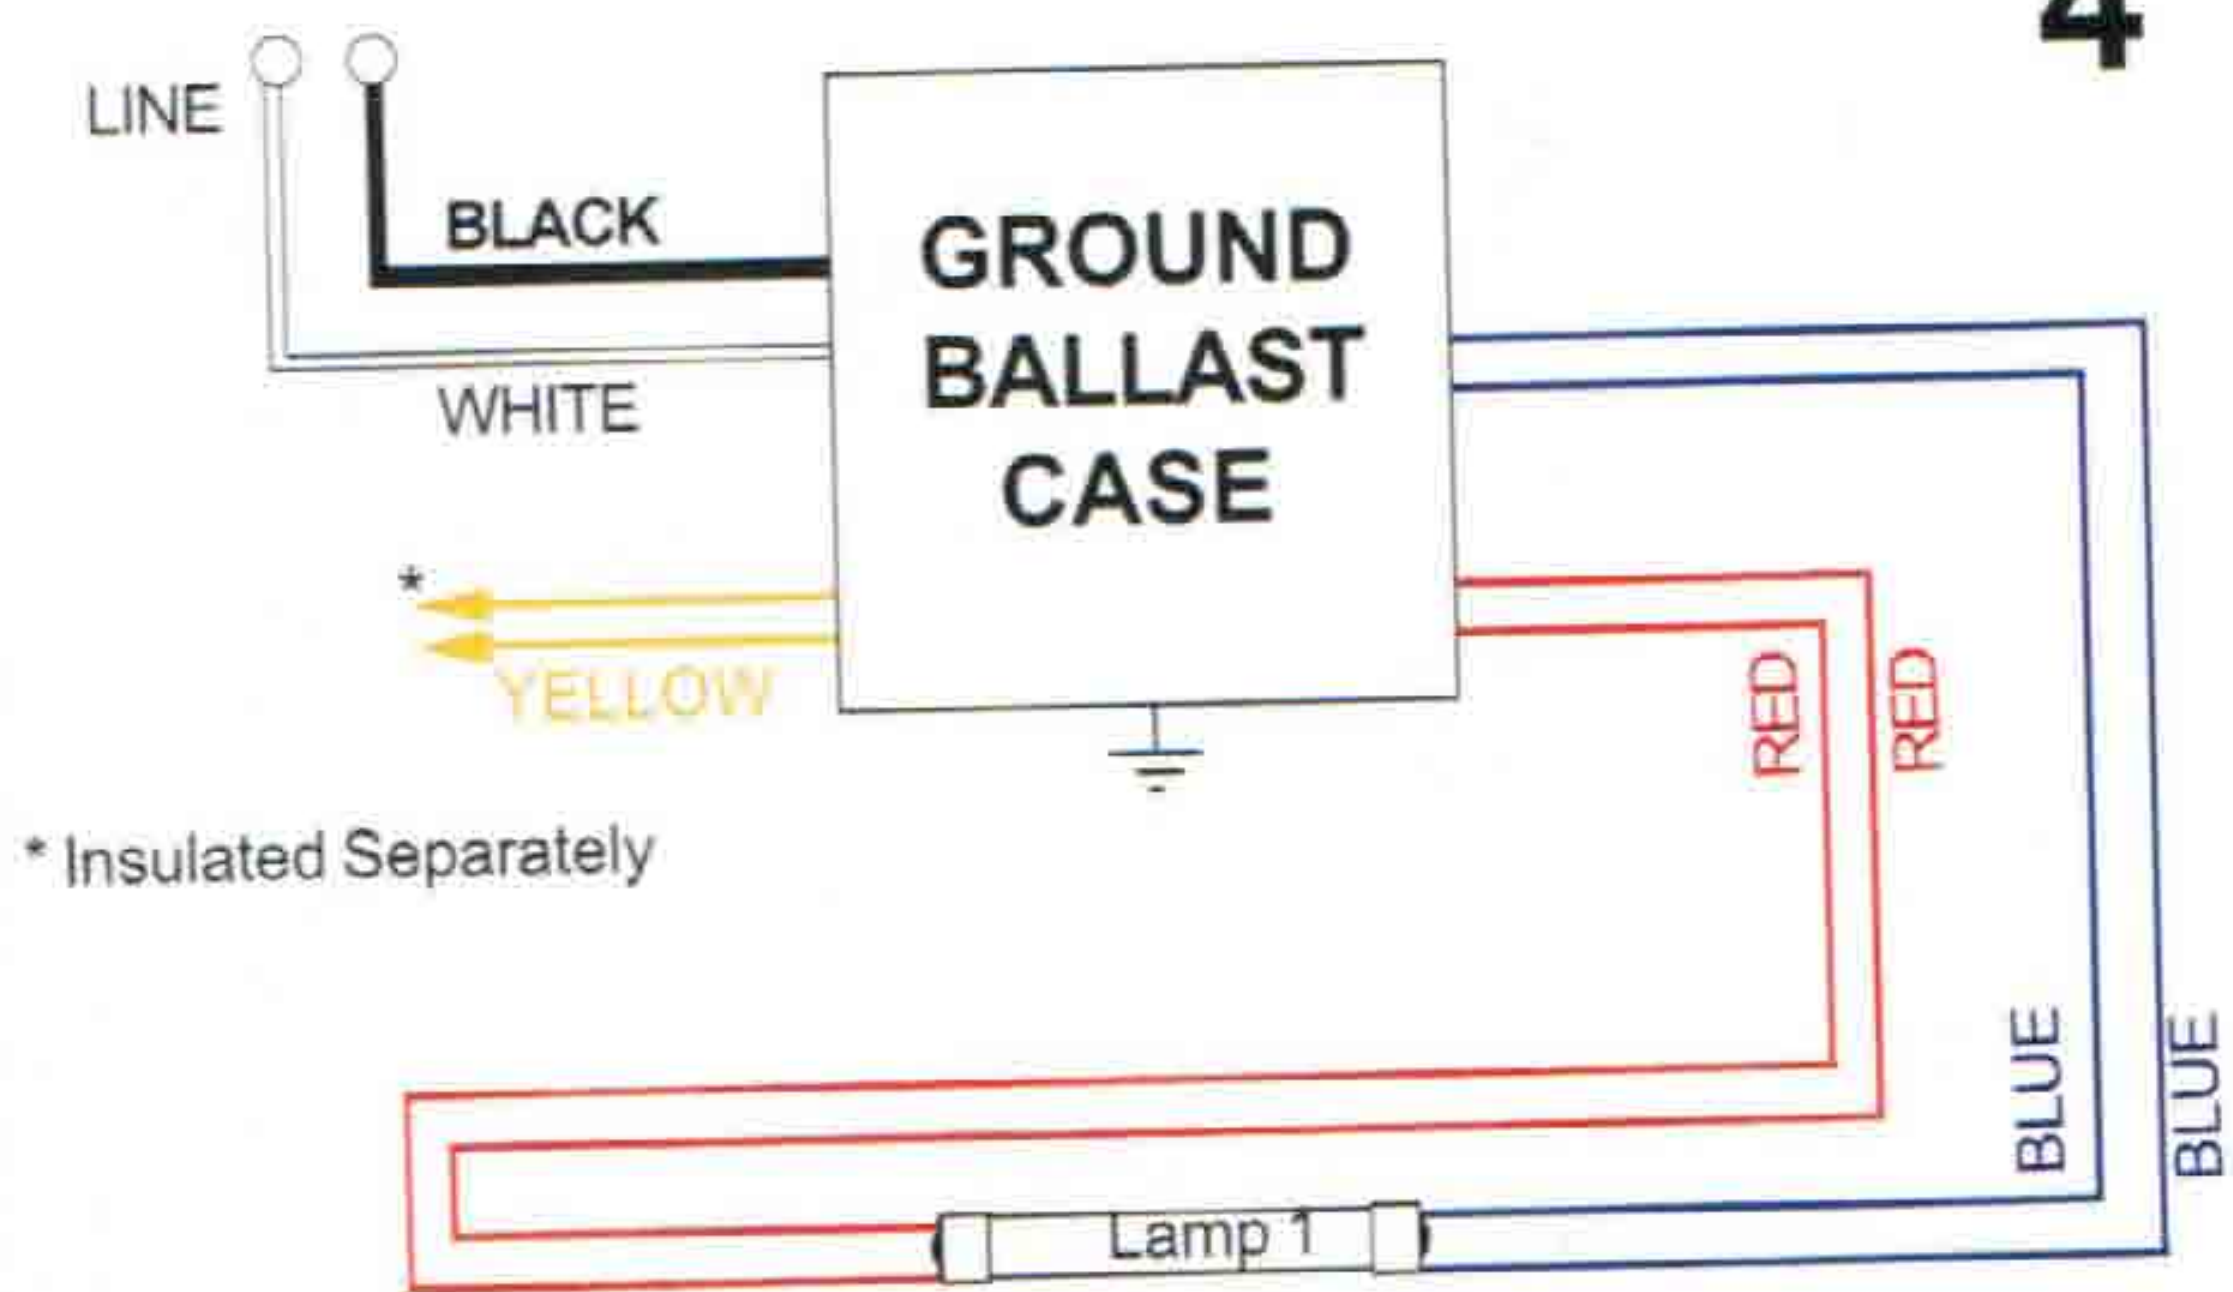 4
LINE
BLACK
GROUND
BALLAST
CASE
WHITE
*
YELLOW
RED
RED
* Insulated Separately
BLUE
BLUE
Lamp 1